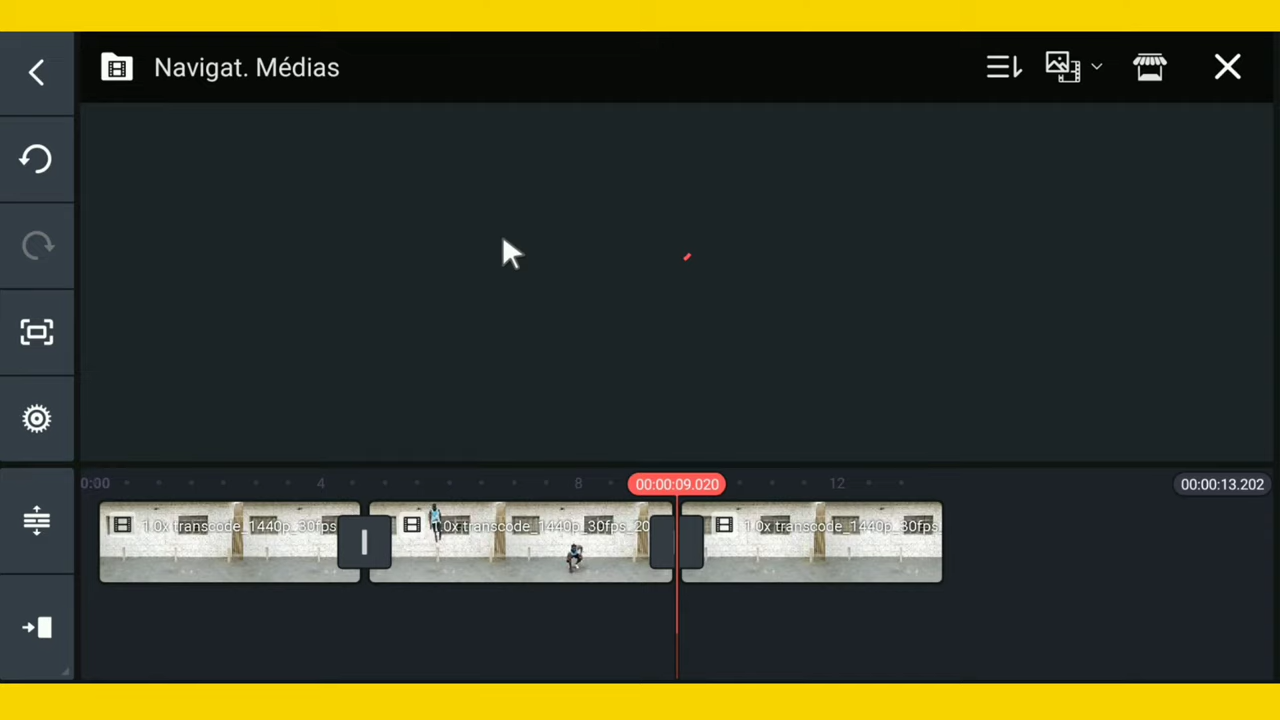 Navigat. Médias
0:00
4
8
00:00:09.020
12
00:00:13.202
1.0x transcode_1440p_30fps
.0x transcode_1440p_30fps_20
1.0x transcode_1440p_30fps